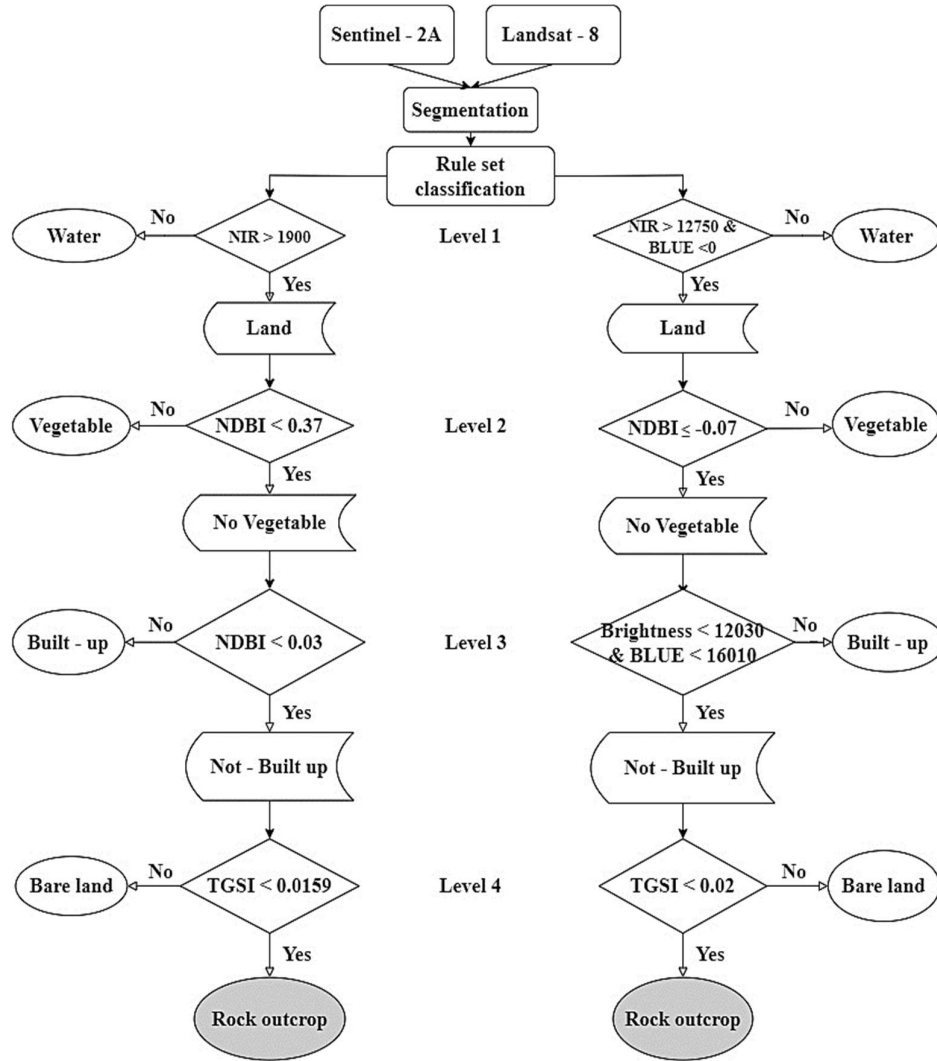 Sentinel - 2A
Landsat - 8
Segmentation
Rule set
classification
No
Water
NIR > 1900
Level 1
NIR > 12750 &
BLUE <0
No
Water
Yes
Yes
Land
Land
No
Vegetable
NDBI < 0.37
Level 2
NDBI ≤ -0.07
No
Vegetable
Yes
Yes
No Vegetable
No Vegetable
No
Built - up
NDBI < 0.03
Level 3
Brightness < 12030
& BLUE < 16010
No
Built - up
Yes
Yes
Not - Built up
Not - Built up
No
Bare land
TGSI < 0.0159
Level 4
TGSI < 0.02
No
Bare land
Yes
Yes
Rock outcrop
Rock outcrop